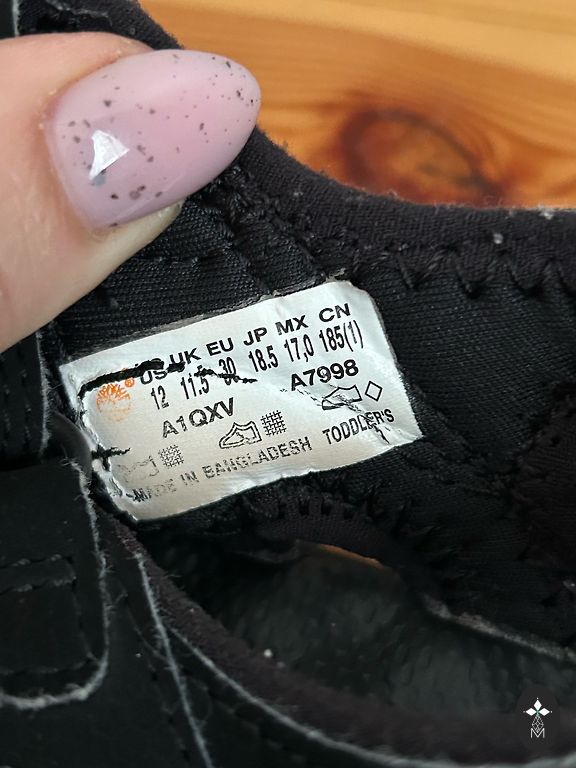 US UK EU JP MX CN
12 11.5 30 18.5 17,0 185(1)
A1QXV A7998
MADE IN BANGLADESH TODDLER'S